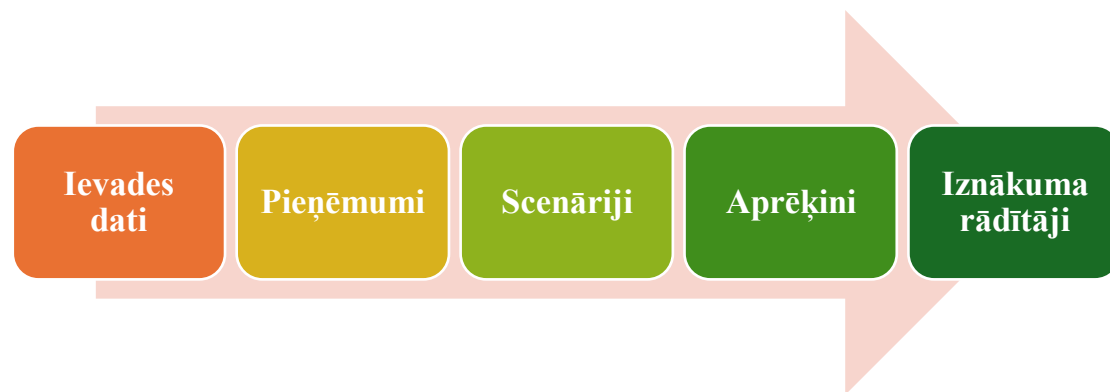 Ievades
dati
Pieņēmumi
Scenāriji
Aprēķini
Iznākuma
rādītāji